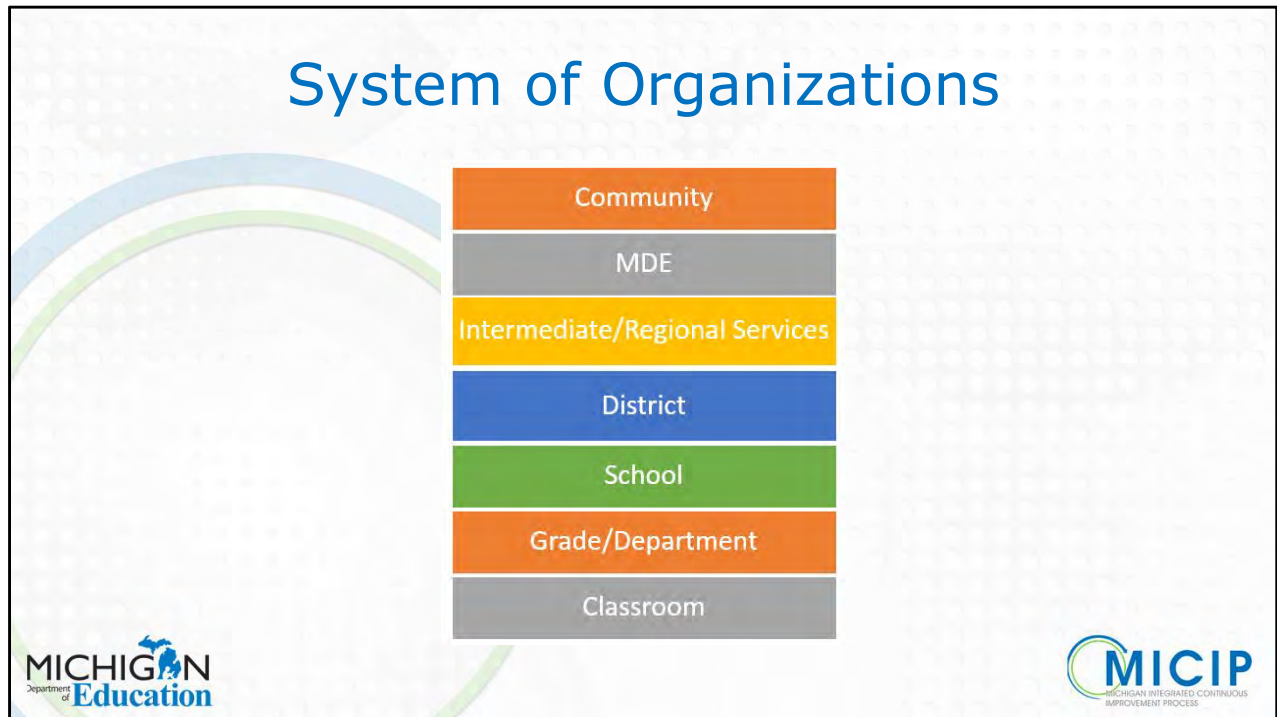 System of Organizations
Community
MDE
Intermediate/Regional Services
District
School
Grade/Department
Classroom
MICHIGAN
Department
of Education
MICIP
MICHIGAN INTEGRATED CONTINUOUS
IMPROVEMENT PROCESS